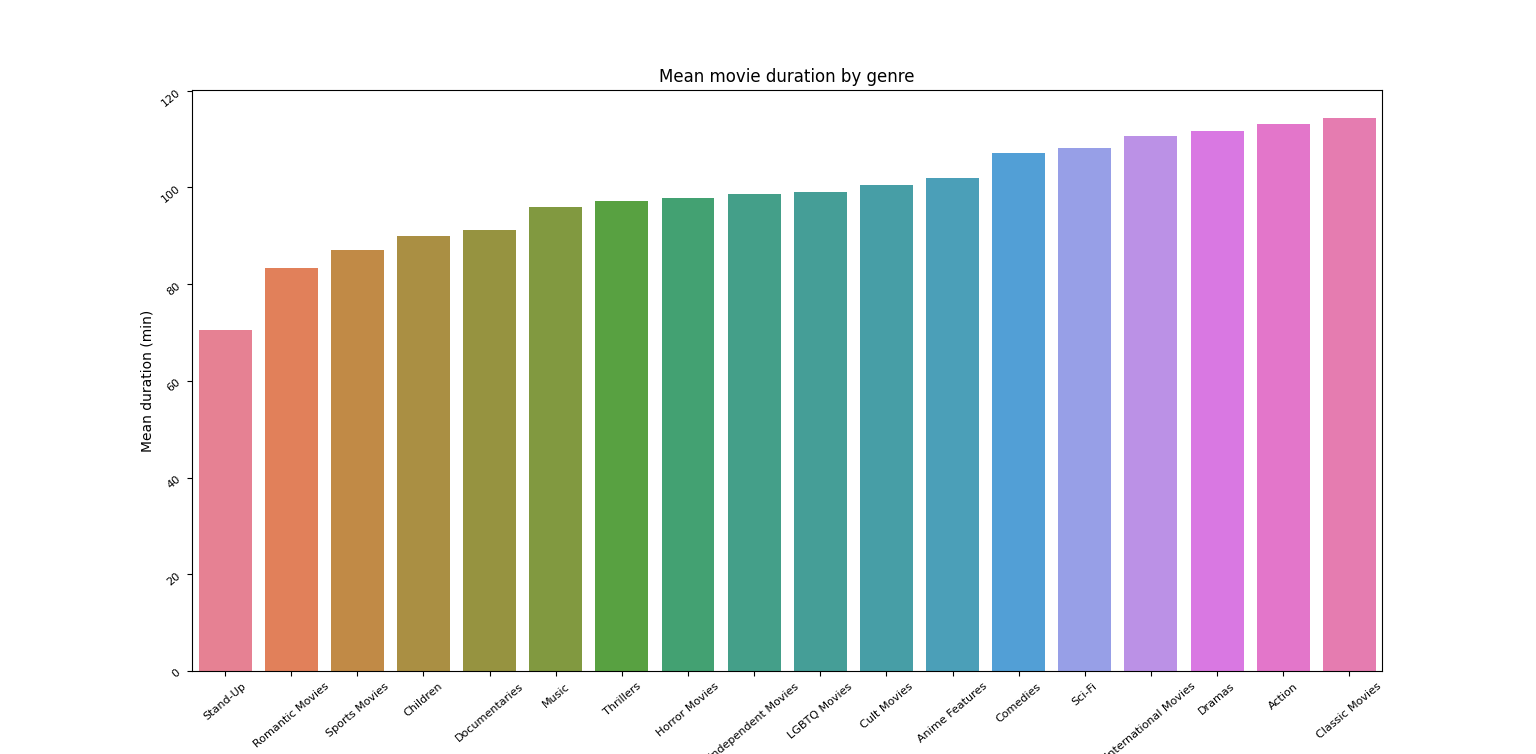 Mean movie duration by genre
Mean duration (min)
120
100
80
60
40
20
0
Stand-Up
Romantic Movies
Sports Movies
Children
Documentaries
Music
Thrillers
Horror Movies
Independent Movies
LGBTQ Movies
Cult Movies
Anime Features
Comedies
Sci-Fi
International Movies
Dramas
Action
Classic Movies